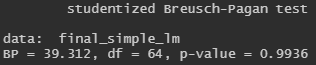 studentized Breusch-Pagan test
data:  final_simple_lm
BP = 39.312, df = 64, p-value = 0.9936